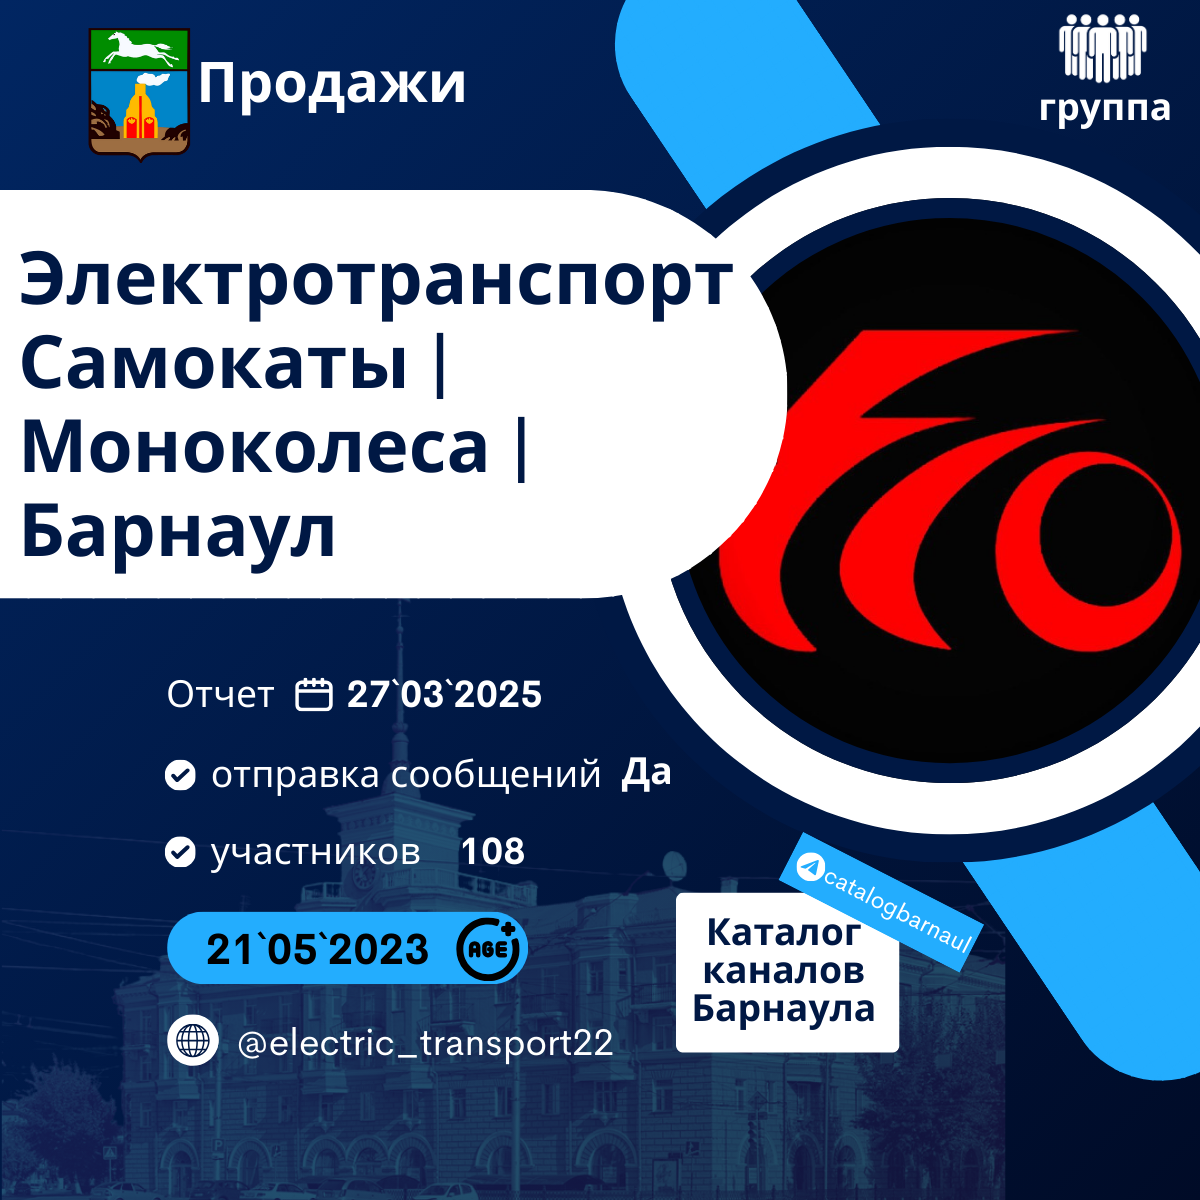 Продажи
группа
Электротранспорт
Самокаты |
Моноколеса |
Барнаул
Отчет 27`03`2025
отправка сообщений Да
участников 108
21`05`2023 AGE+
@electric_transport22
catalogbarnaul
Каталог
каналов
Барнаула